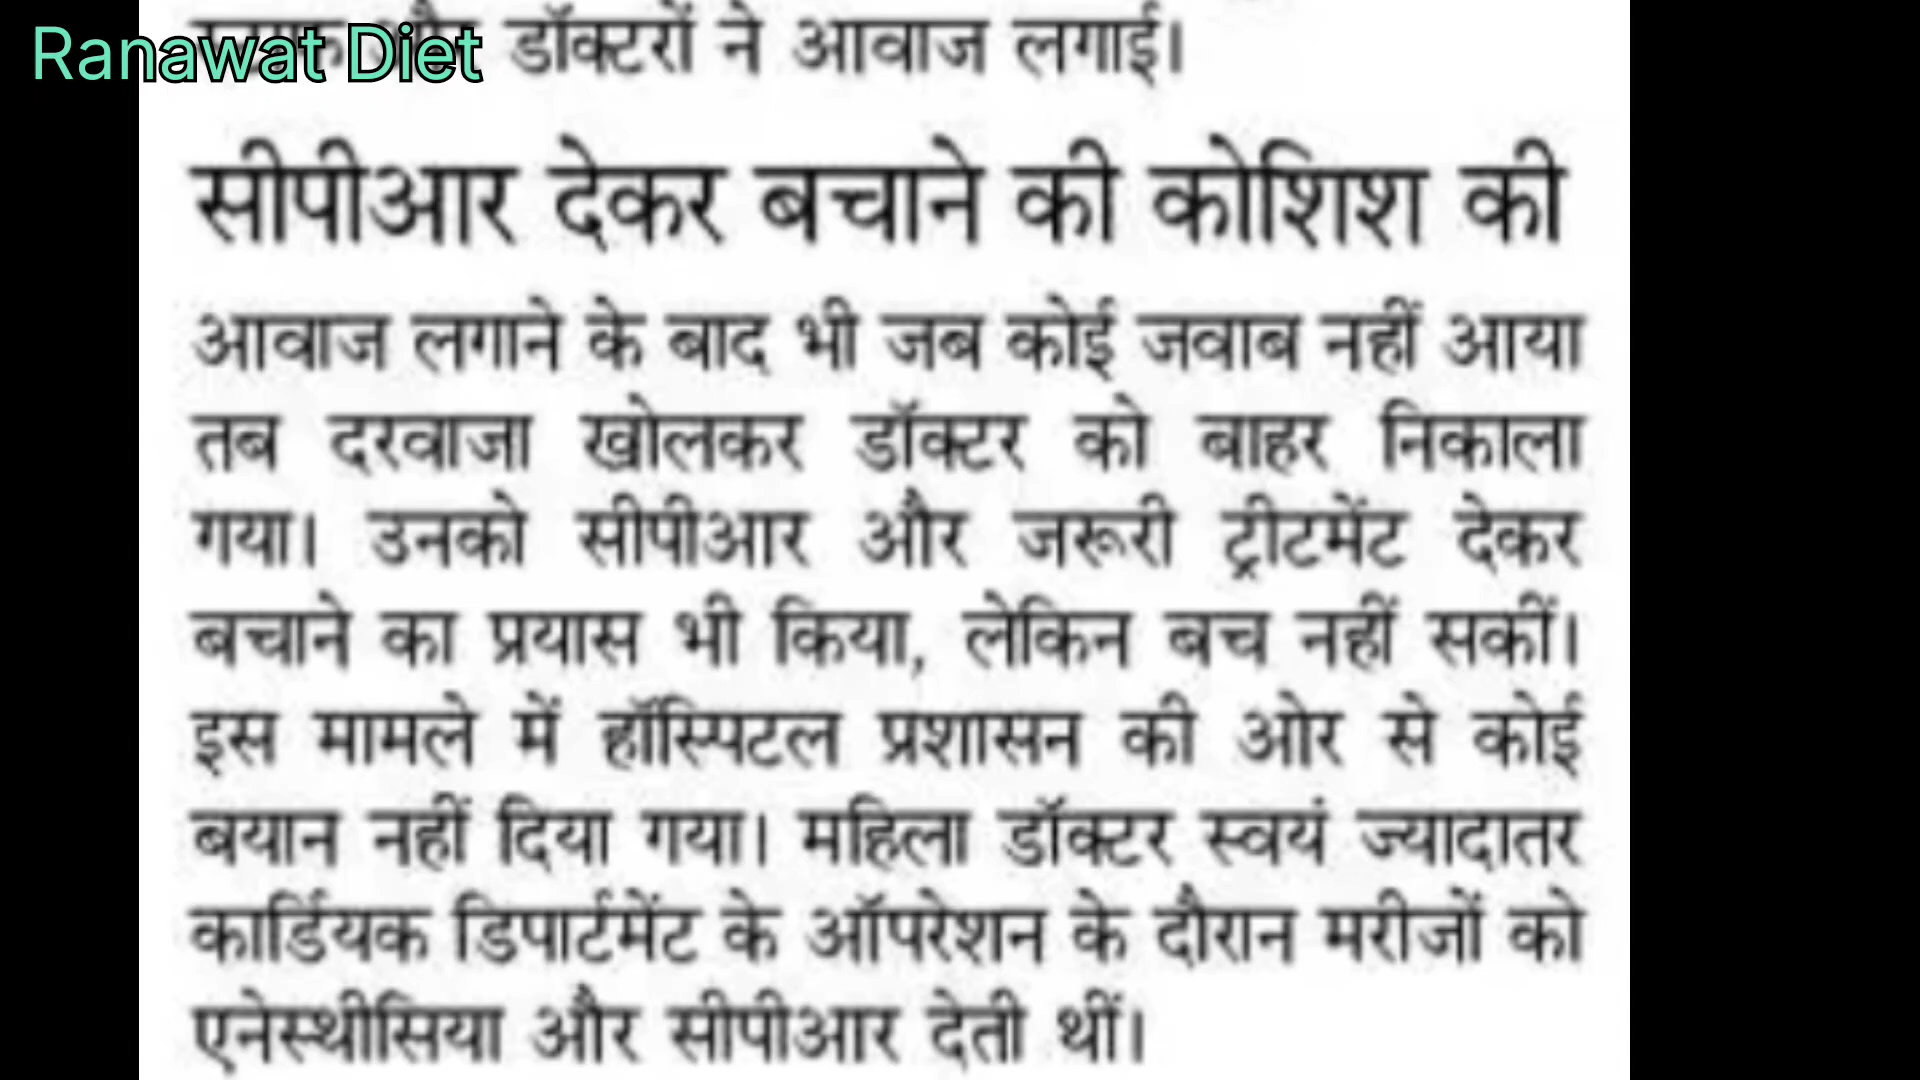 Ranawat Diet
और डॉक्टरों ने आवाज लगाई।
सीपीआर देकर बचाने की कोशिश की
आवाज लगाने के बाद भी जब कोई जवाब नहीं आया
तब दरवाजा खोलकर डॉक्टर को बाहर निकाला
गया। उनको सीपीआर और जरूरी ट्रीटमेंट देकर
बचाने का प्रयास भी किया, लेकिन बच नहीं सकीं।
इस मामले में हॉस्पिटल प्रशासन की ओर से कोई
बयान नहीं दिया गया। महिला डॉक्टर स्वयं ज्यादातर
कार्डियक डिपार्टमेंट के ऑपरेशन के दौरान मरीजों को
एनेस्थीसिया और सीपीआर देती थीं।